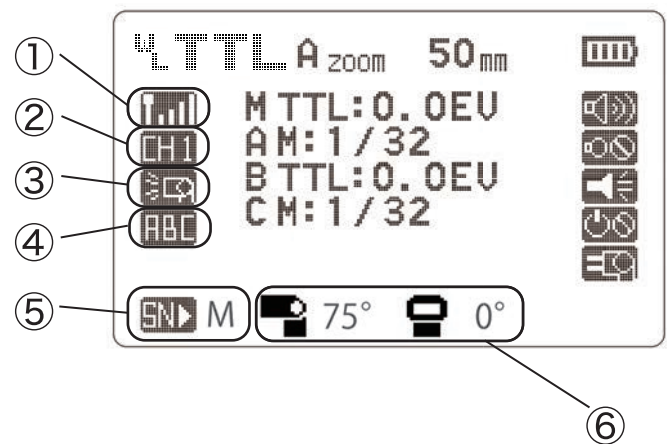 WL TTL A zoom 50mm
①
②
③
④
⑤
⑥
M TTL:0.0EV
A M:1/32
B TTL:0.0EV
C M:1/32
CH1
ABC
SN▶ M 75° 0°